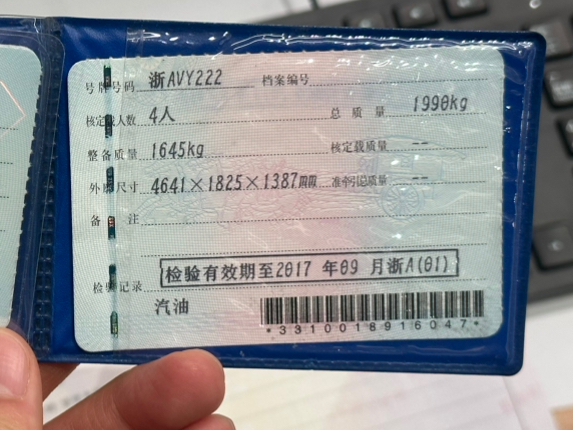 号牌号码 浙AVY222 档案编号
核定载人数 4人 总质量 1990kg
整备质量 1645kg 核定载质量 --
外廓尺寸 4641×1825×1387mm 准牵引总质量 --
备注
检验记录 检验有效期至2017 年09 月浙A(01)
汽油
*3310018916047*